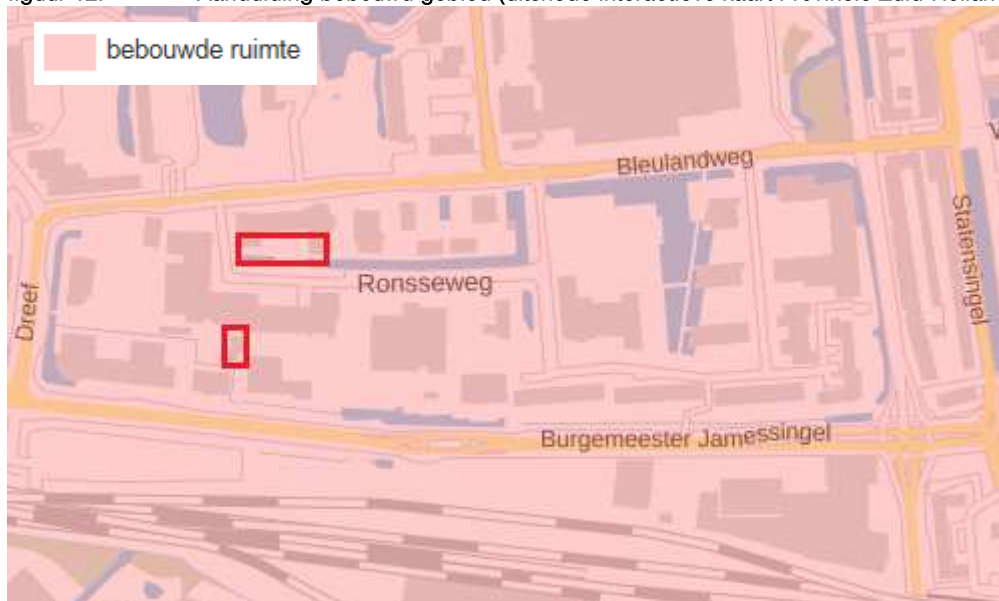 bebouwde ruimte
Bleulandweg
Statensingel
Ronsseweg
Dreef
Burgemeester Jamessingel